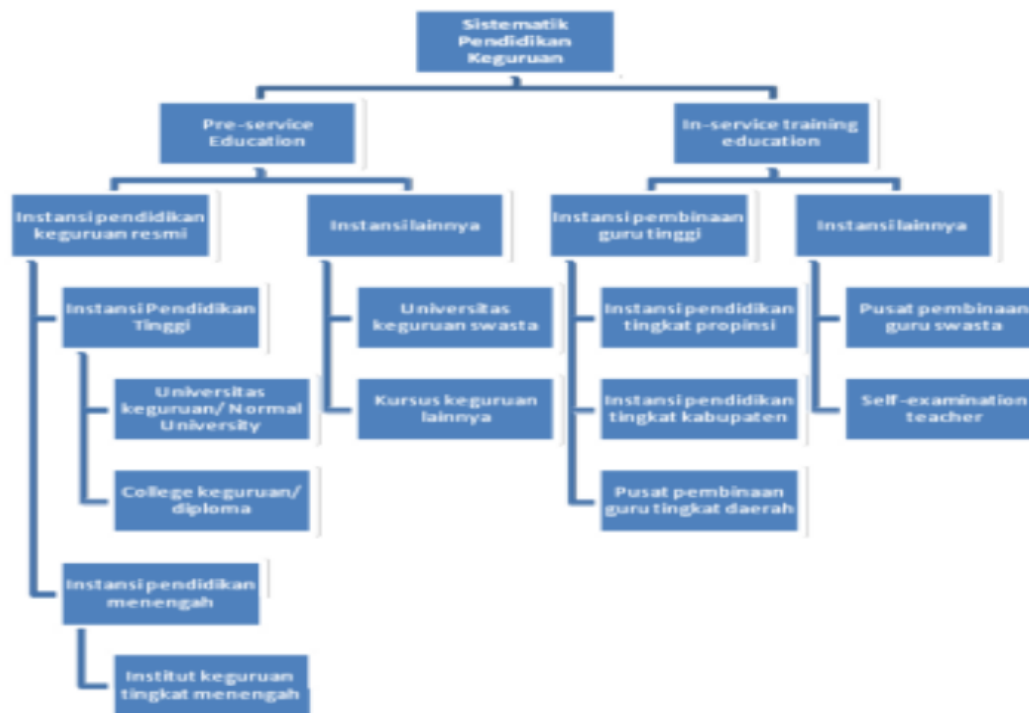 Sistematik
Pendidikan
Keguruan
Pre-service
Education
In-service training
education
Instansi pendidikan
keguruan resmi
Instansi lainnya
Instansi pembinaan
guru tinggi
Instansi lainnya
Instansi Pendidikan
Tinggi
Universitas
keguruan swasta
Instansi pendidikan
tingkat propinsi
Pusat pembinaan
guru swasta
Universitas
keguruan/ Normal
University
Kursus keguruan
lainnya
Instansi pendidikan
tingkat kabupaten
Self-examination
teacher
College keguruan/
diploma
Pusat pembinaan
guru tingkat daerah
Instansi pendidikan
menengah
Institut keguruan
tingkat menengah